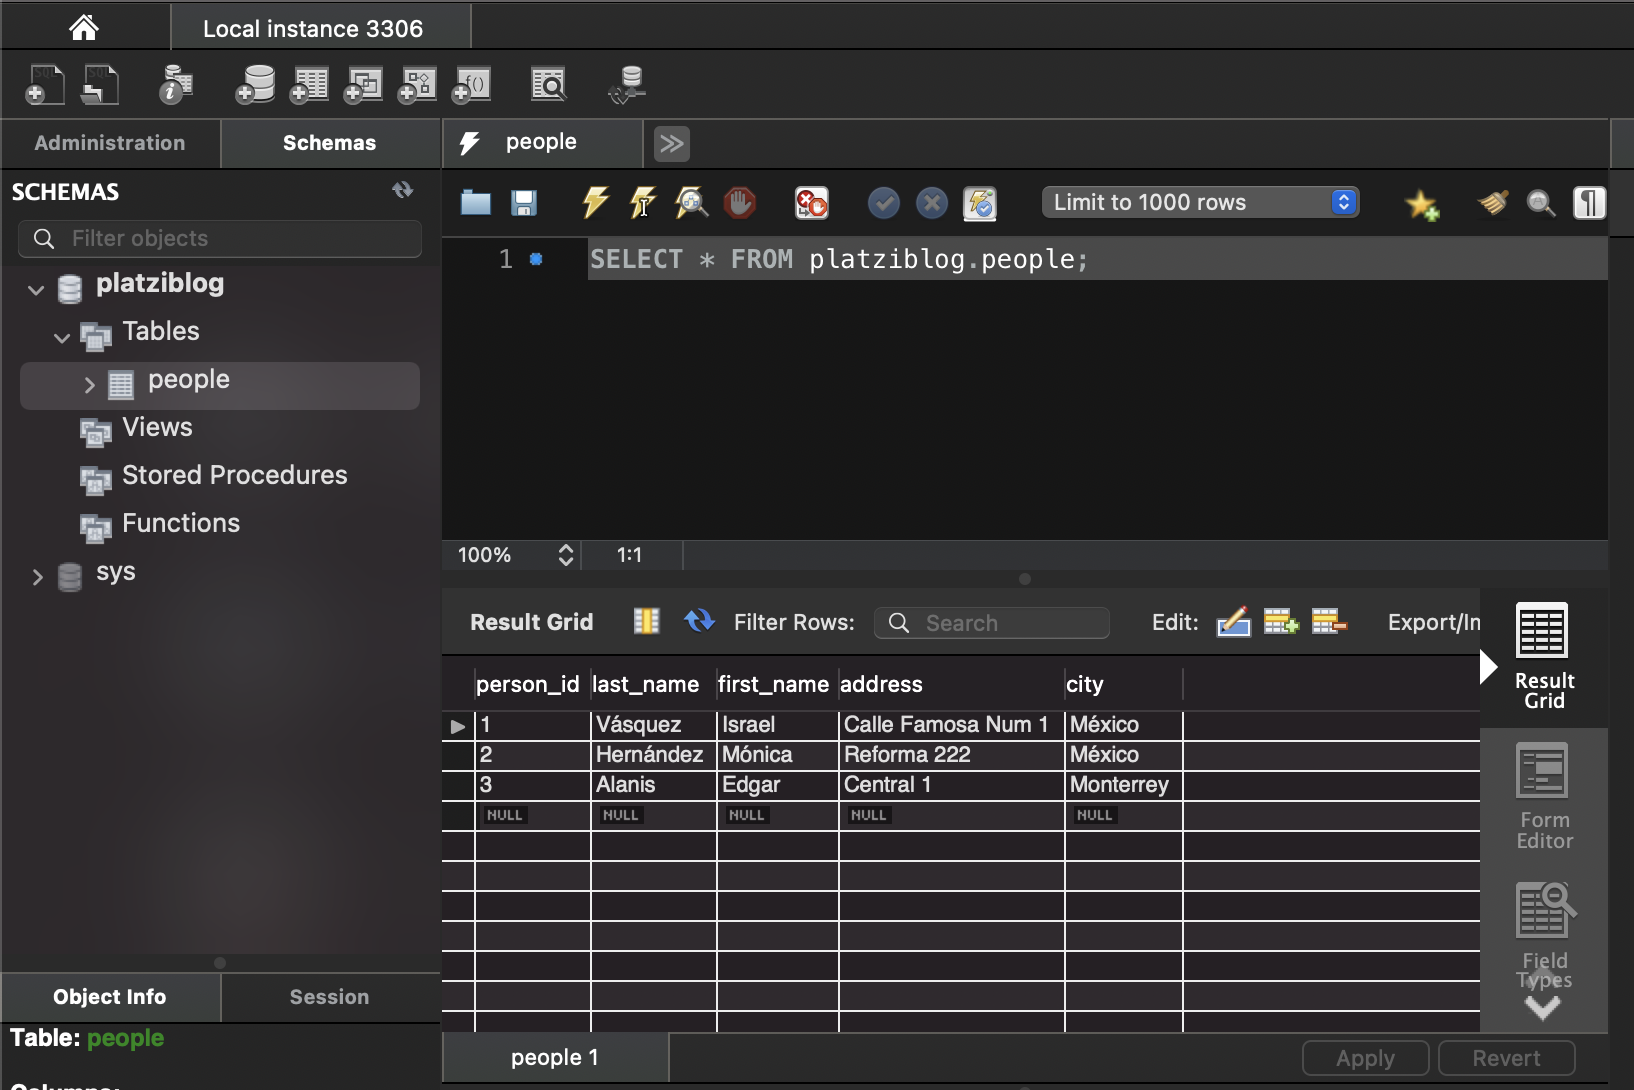 Local instance 3306
Administration
Schemas
people
SCHEMAS
Filter objects
platziblog
Tables
people
Views
Stored Procedures
Functions
sys
Limit to 1000 rows
1
SELECT * FROM platziblog.people;
100%
1:1
Result Grid
Filter Rows:
Search
Edit:
Export/Im
person_id last_name first_name address city
1 Vásquez Israel Calle Famosa Num 1 México
2 Hernández Mónica Reforma 222 México
3 Alanis Edgar Central 1 Monterrey
NULL NULL NULL NULL NULL
Result
Grid
Form
Editor
Field
Types
Object Info
Session
Table: people
Columns:
people 1
Apply
Revert